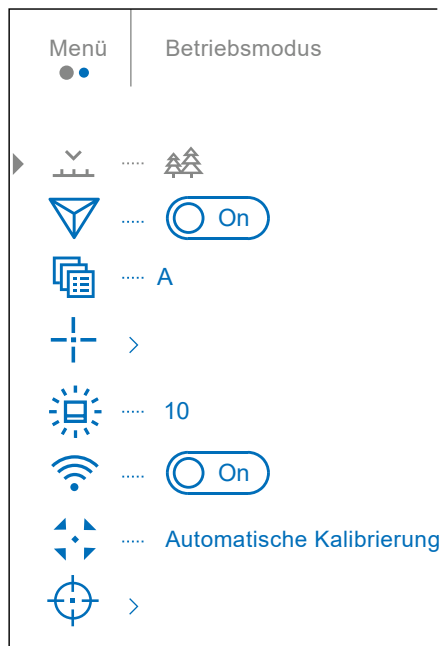 Menü Betriebsmodus
On
A
10
On
Automatische Kalibrierung